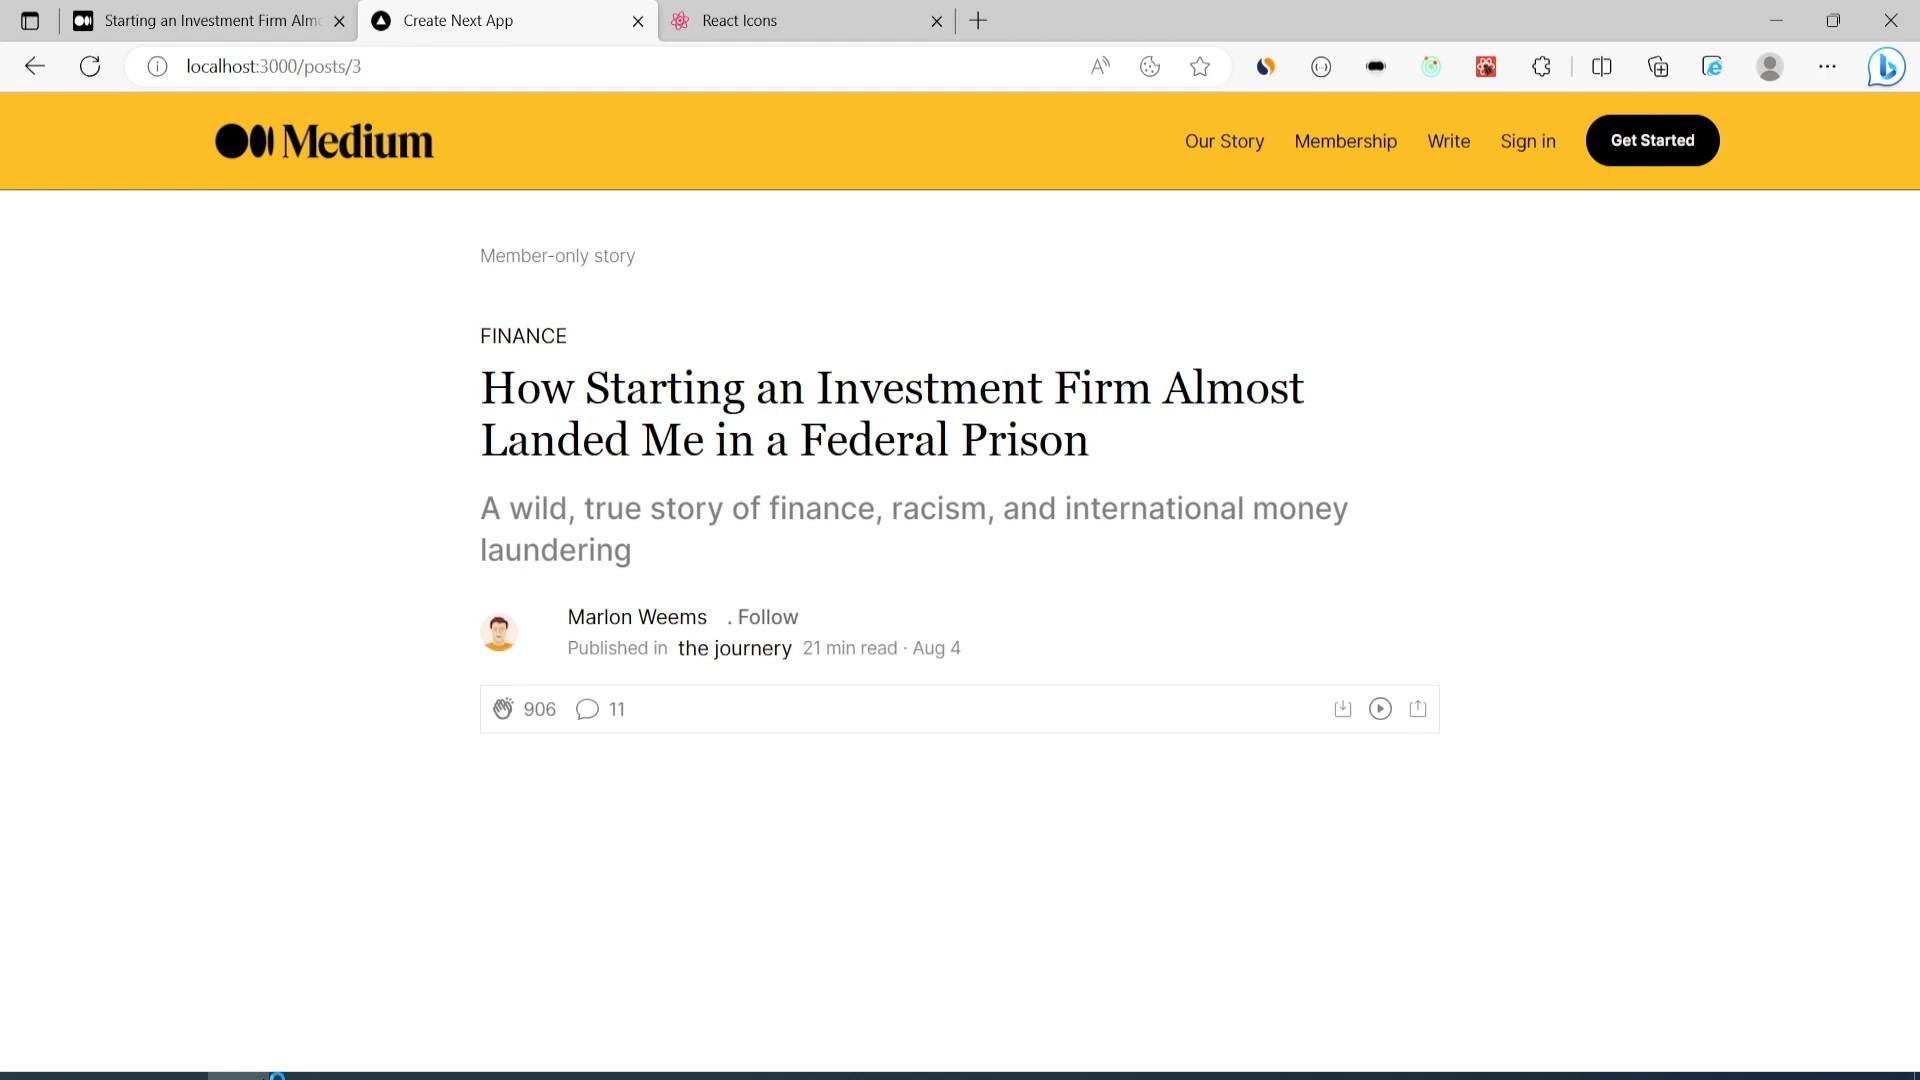 Starting an Investment Firm Alm
Create Next App
React Icons
localhost:3000/posts/3
Medium
Our Story
Membership
Write
Sign in
Get Started
Member-only story
FINANCE
How Starting an Investment Firm Almost
Landed Me in a Federal Prison
A wild, true story of finance, racism, and international money
laundering
Marlon Weems . Follow
Published in the journery 21 min read · Aug 4
906 11